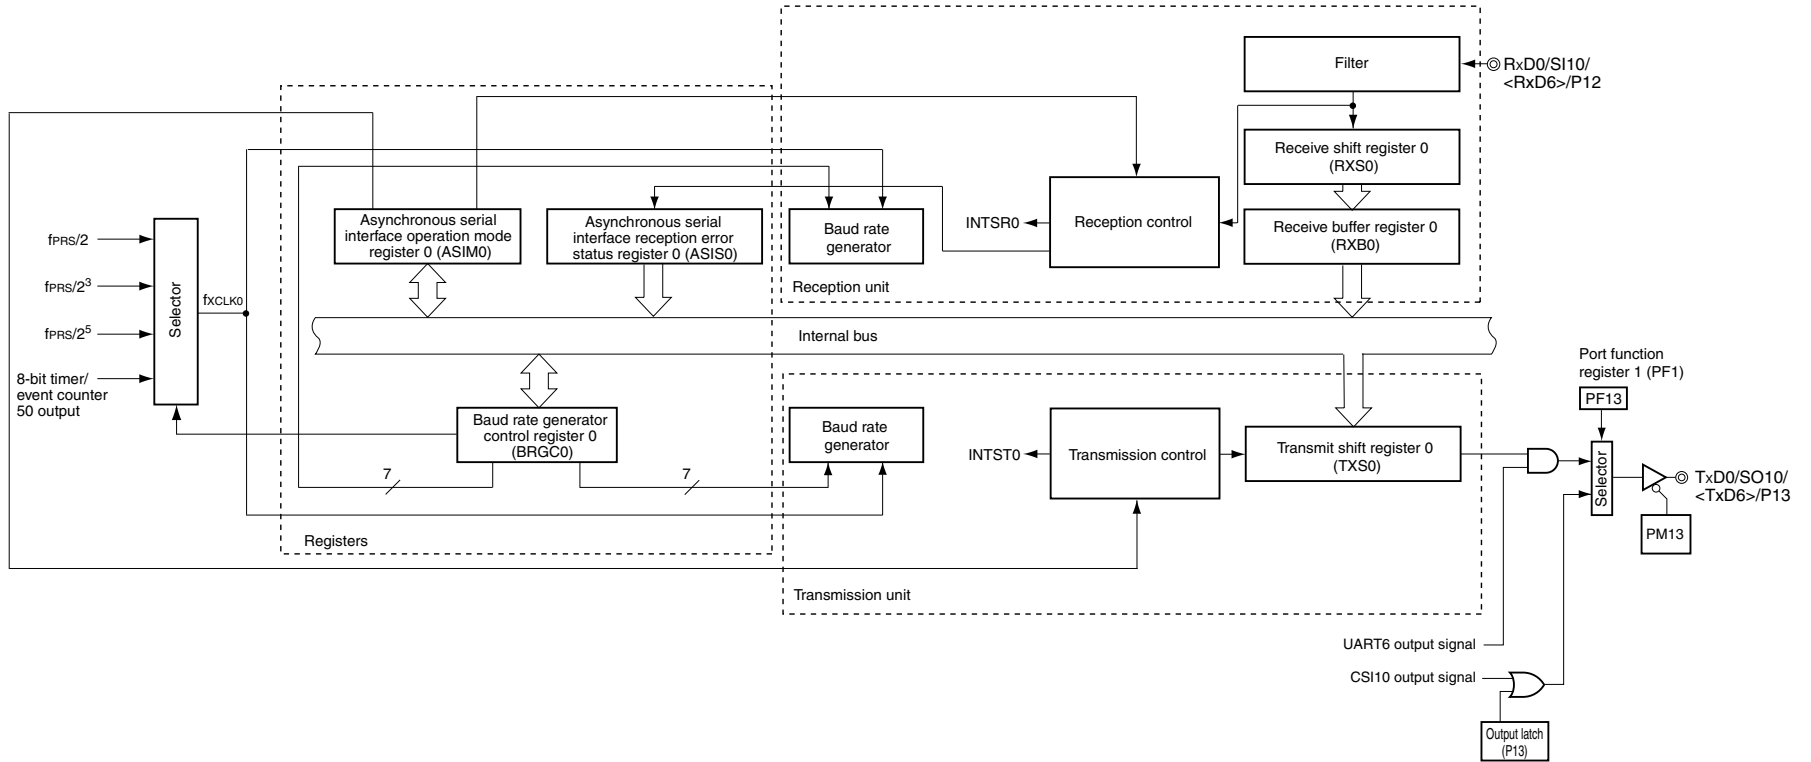 Filter
RxD0/SI10/
<RxD6>/P12
Receive shift register 0
(RXS0)
Asynchronous serial
interface operation mode
register 0 (ASIM0)
Asynchronous serial
interface reception error
status register 0 (ASIS0)
Baud rate
generator
INTSR0
Reception control
Receive buffer register 0
(RXB0)
Reception unit
fPRS/2
fPRS/2³
fPRS/2⁵
8-bit timer/
event counter
50 output
Selector
fXCLK0
Internal bus
Port function
register 1 (PF1)
PF13
Baud rate generator
control register 0
(BRGC0)
7
7
Registers
Baud rate
generator
INTST0
Transmission control
Transmit shift register 0
(TXS0)
Selector
TxD0/SO10/
<TxD6>/P13
PM13
Transmission unit
UART6 output signal
CSI10 output signal
Output latch
(P13)